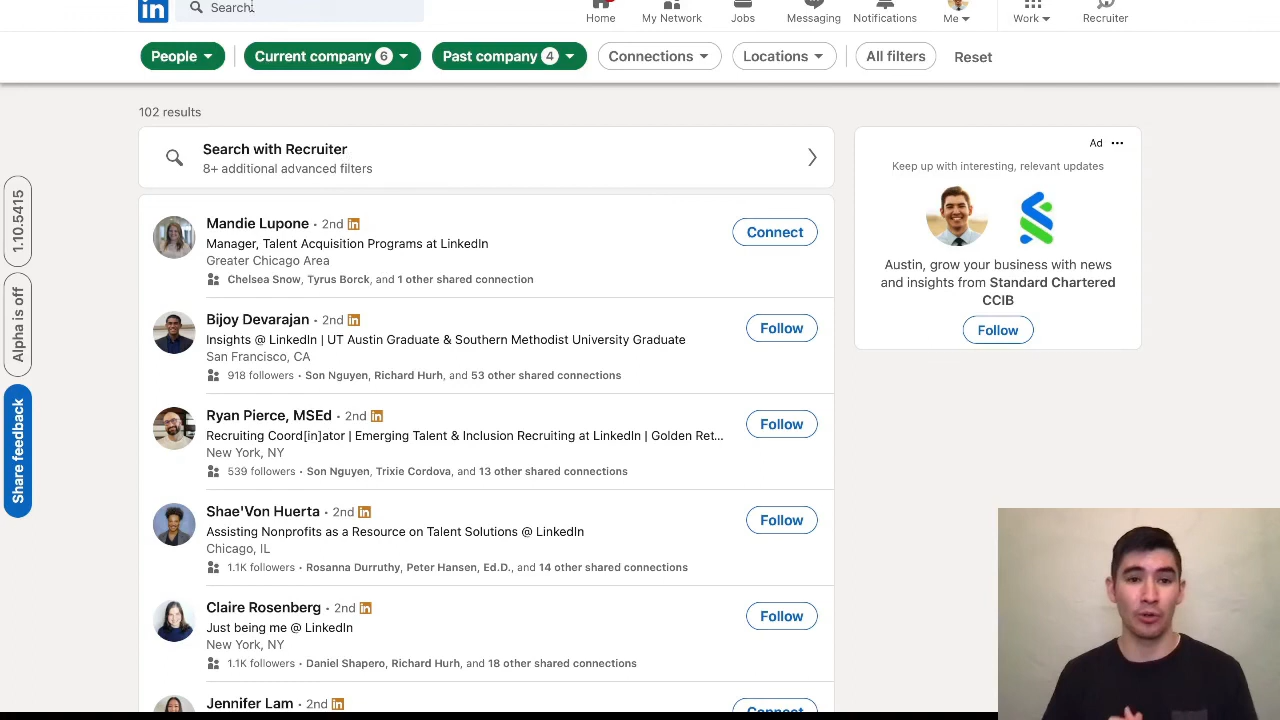 in
Search
Home
My Network
Jobs
Messaging
Notifications
Me
Work
Recruiter
People
Current company 6
Past company 4
Connections
Locations
All filters
Reset
102 results
Search with Recruiter
8+ additional advanced filters
Mandie Lupone • 2nd in
Manager, Talent Acquisition Programs at LinkedIn
Greater Chicago Area
Chelsea Snow, Tyrus Borck, and 1 other shared connection
Connect
Bijoy Devarajan • 2nd in
Insights @ LinkedIn | UT Austin Graduate & Southern Methodist University Graduate
San Francisco, CA
918 followers • Son Nguyen, Richard Hurh, and 53 other shared connections
Follow
Ryan Pierce, MSEd • 2nd in
Recruiting Coord[in]ator | Emerging Talent & Inclusion Recruiting at LinkedIn | Golden Ret...
New York, NY
539 followers • Son Nguyen, Trixie Cordova, and 13 other shared connections
Follow
Shae'Von Huerta • 2nd in
Assisting Nonprofits as a Resource on Talent Solutions @ LinkedIn
Chicago, IL
1.1K followers • Rosanna Durruthy, Peter Hansen, Ed.D., and 14 other shared connections
Follow
Claire Rosenberg • 2nd in
Just being me @ LinkedIn
New York, NY
1.1K followers • Daniel Shapero, Richard Hurh, and 18 other shared connections
Follow
Jennifer Lam • 2nd in
Connect
Ad •••
Keep up with interesting, relevant updates
Austin, grow your business with news
and insights from Standard Chartered
CCIB
Follow
1.10.5415
Alpha is off
Share feedback